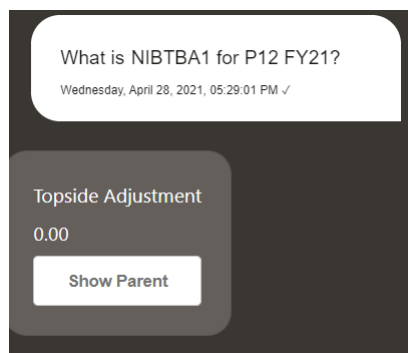 What is NIBTBA1 for P12 FY21?
Wednesday, April 28, 2021, 05:29:01 PM ✓
Topside Adjustment
0.00
Show Parent